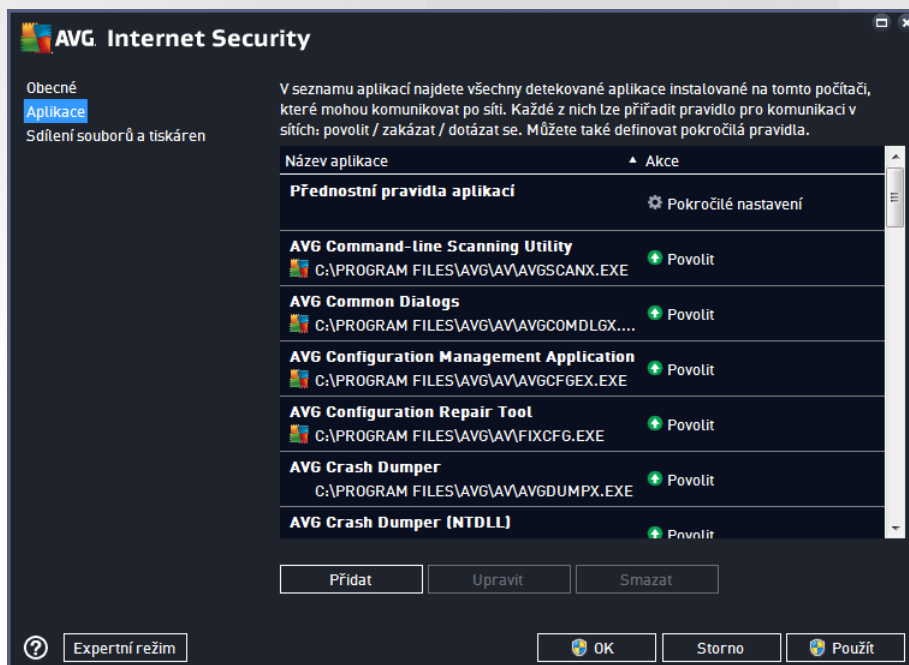 AVG Internet Security
Obecné
Aplikace
Sdílení souborů a tiskáren
V seznamu aplikací najdete všechny detekované aplikace instalované na tomto počítači,
které mohou komunikovat po síti. Každé z nich lze přiřadit pravidlo pro komunikaci v
sítích: povolit / zakázat / dotázat se. Můžete také definovat pokročilá pravidla.
Název aplikace Akce
Přednostní pravidla aplikací
Pokročilé nastavení
AVG Command-line Scanning Utility
C:\PROGRAM FILES\AVG\AV\AVGSCANX.EXE
Povolit
AVG Common Dialogs
C:\PROGRAM FILES\AVG\AV\AVGCOMDLGX....
Povolit
AVG Configuration Management Application
C:\PROGRAM FILES\AVG\AV\AVGCFGEX.EXE
Povolit
AVG Configuration Repair Tool
C:\PROGRAM FILES\AVG\AV\FIXCFG.EXE
Povolit
AVG Crash Dumper
C:\PROGRAM FILES\AVG\AV\AVGDUMPX.EXE
Povolit
AVG Crash Dumper (NTDLL)
Povolit
Přidat Upravit Smazat
? Expertní režim OK Storno Použít